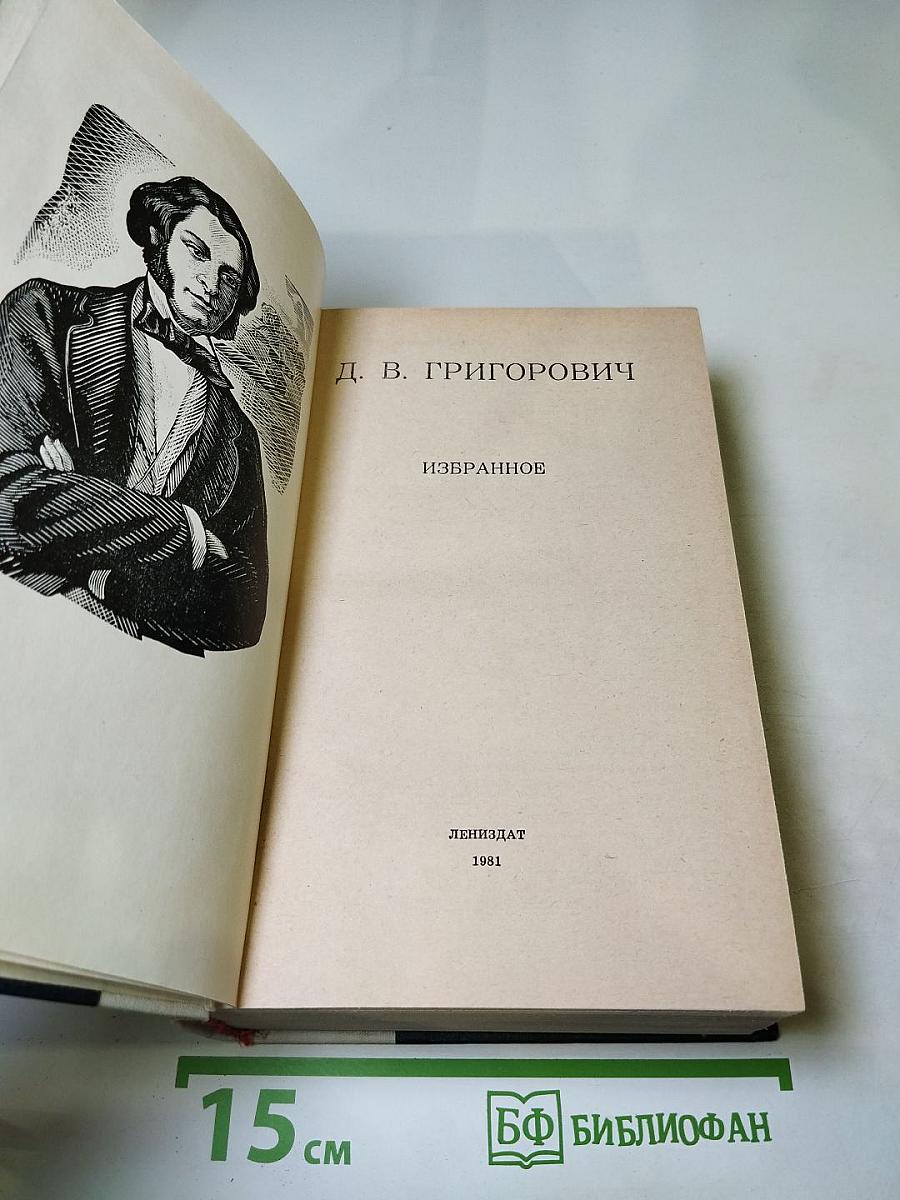 Д. В. ГРИГОРОВИЧ
ИЗБРАННОЕ
ЛЕНИЗДАТ
1981
15 см
БФ БИБЛИОФАН